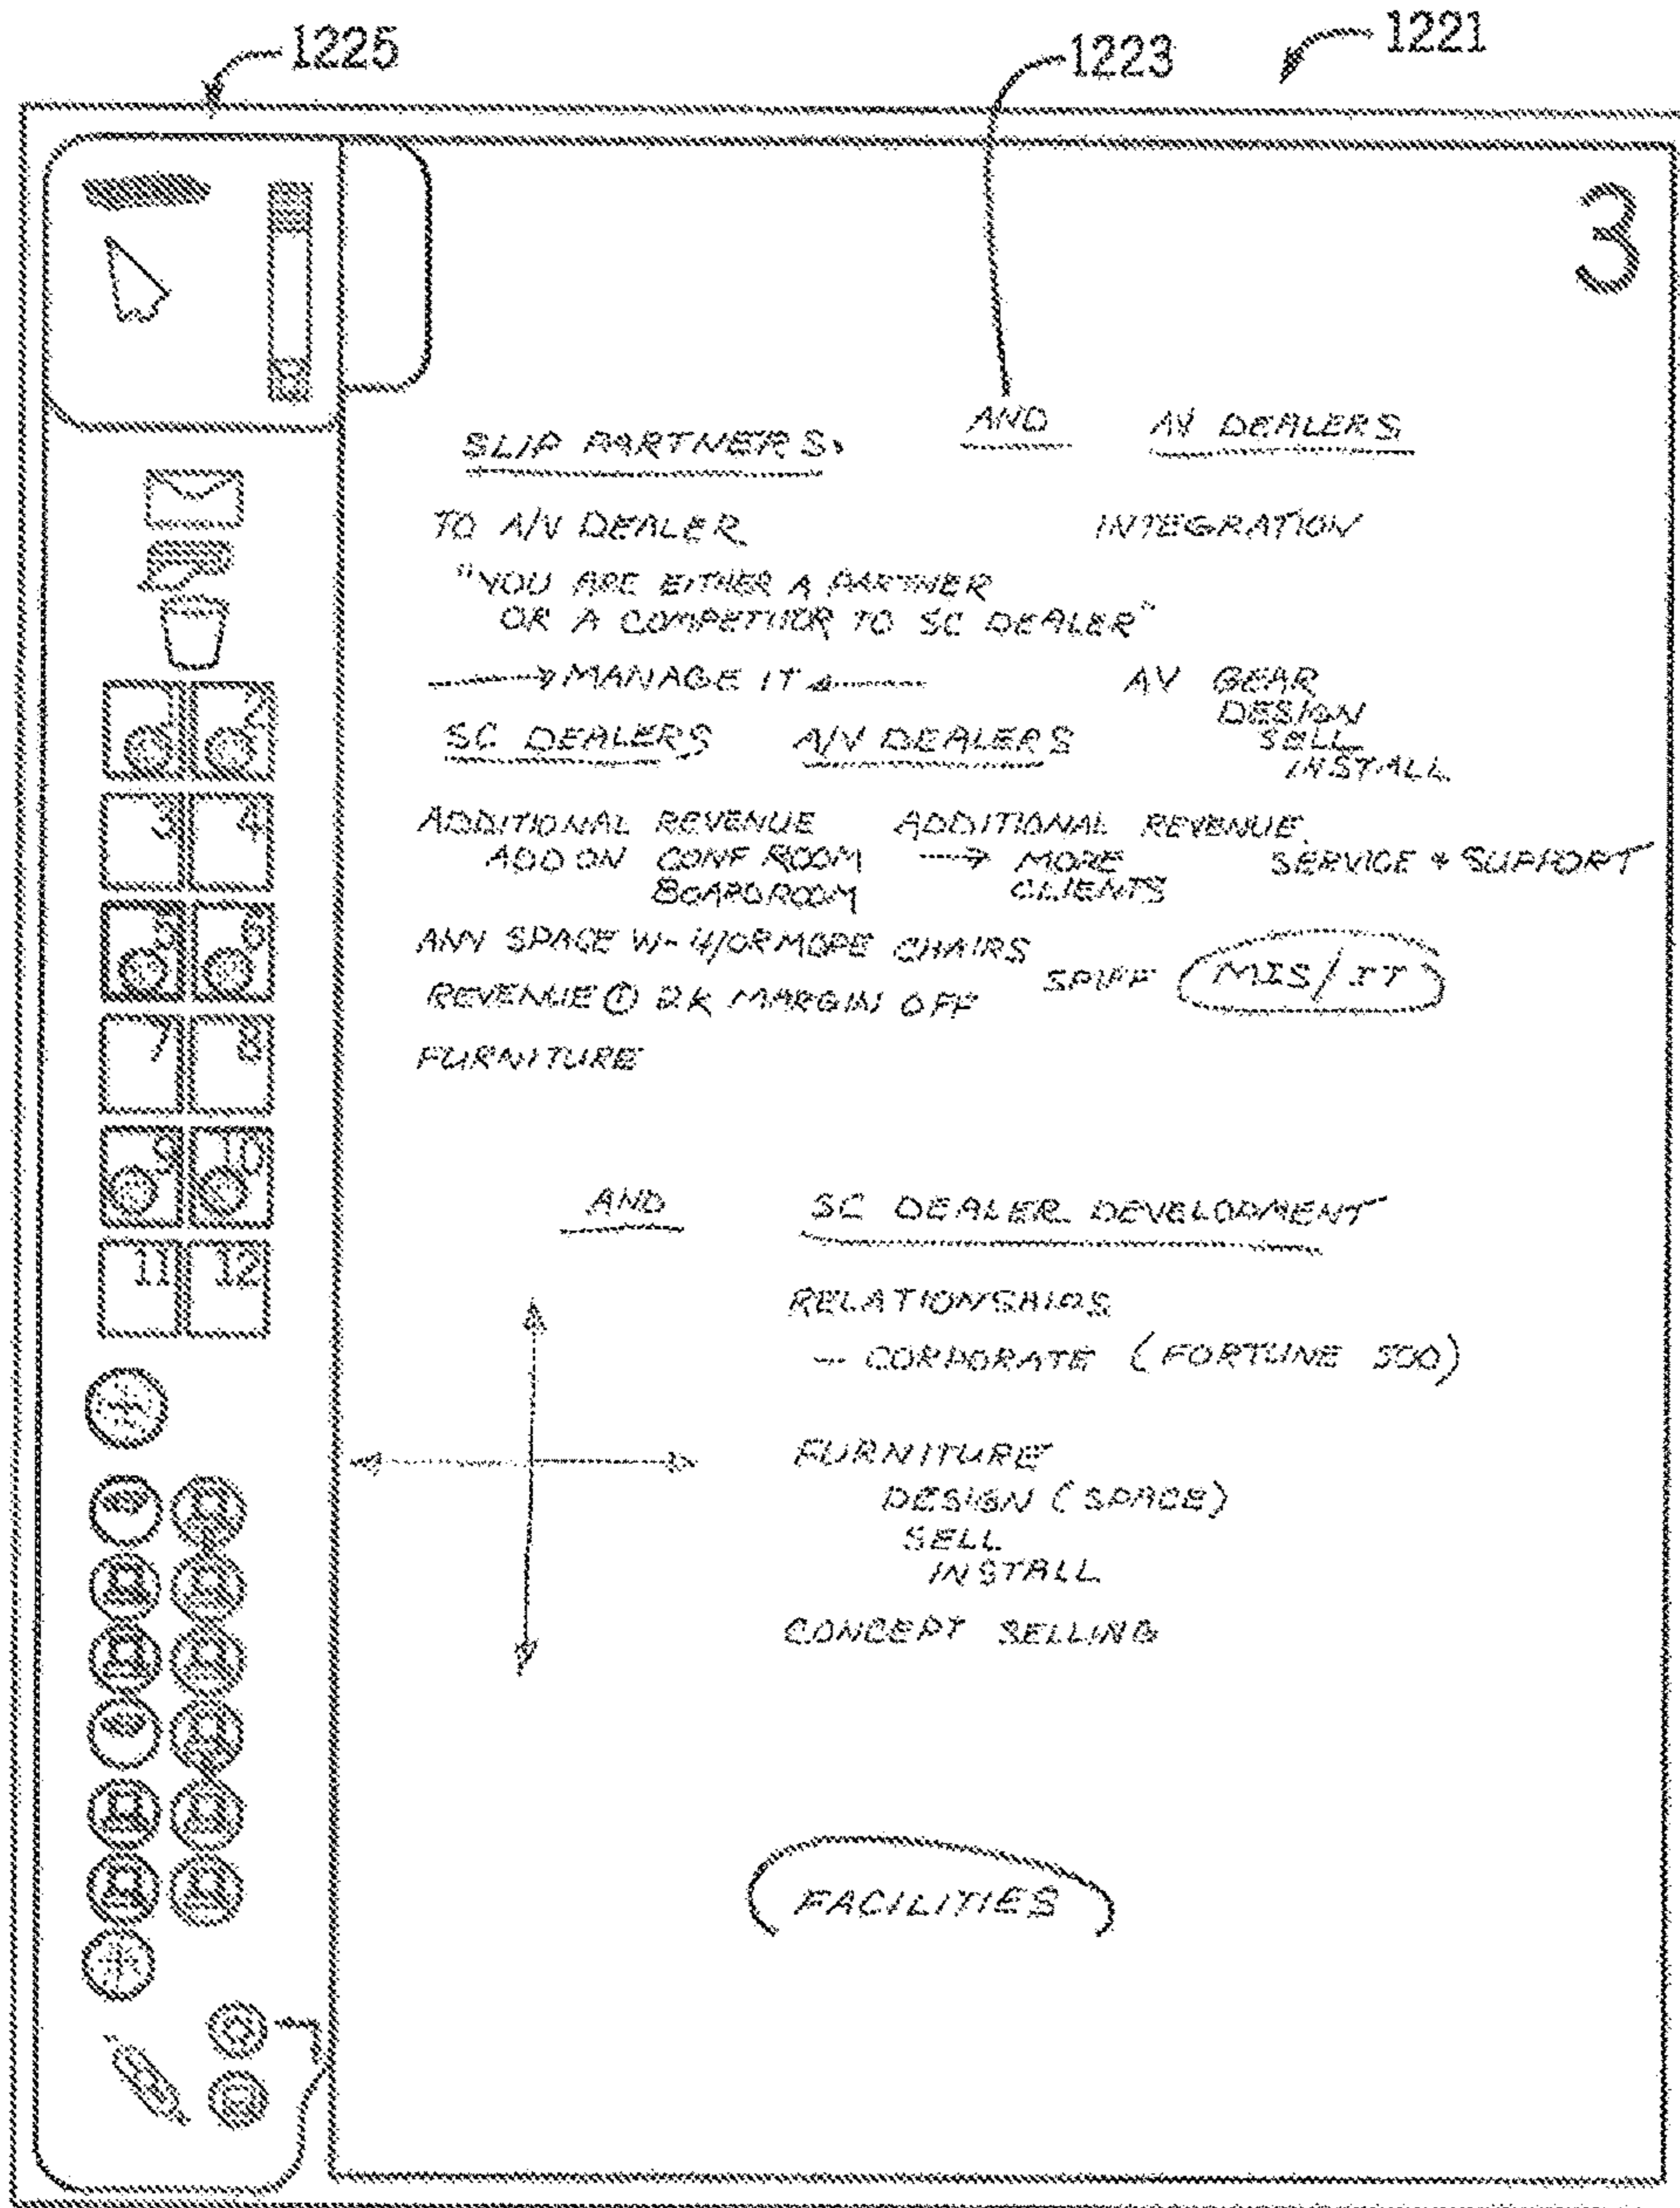 1225 1223 1221
3
SLIP PARTNERS. AND AV DEALERS
TO A/V DEALER INTEGRATION
"YOU ARE EITHER A PARTNER
OR A COMPETITOR TO SC DEALER"
MANAGE IT AV GEAR
DESIGN
SC DEALERS A/V DEALERS SELL
INSTALL
ADDITIONAL REVENUE ADDITIONAL REVENUE
ADD ON CONF ROOM MORE SERVICE + SUPPORT
BOARDROOM CLIENTS
ANY SPACE W- 4/OR MORE CHAIRS
SPIFF MIS/IT
REVENUE ① 2K MARGIN OFF
FURNITURE
AND SC DEALER DEVELOPMENT
RELATIONSHIPS
- CORPORATE (FORTUNE 500)
FURNITURE
DESIGN (SPACE)
SELL
INSTALL
CONCEPT SELLING
FACILITIES
1 2
3 4
5 6
7 8
9 10
11 12